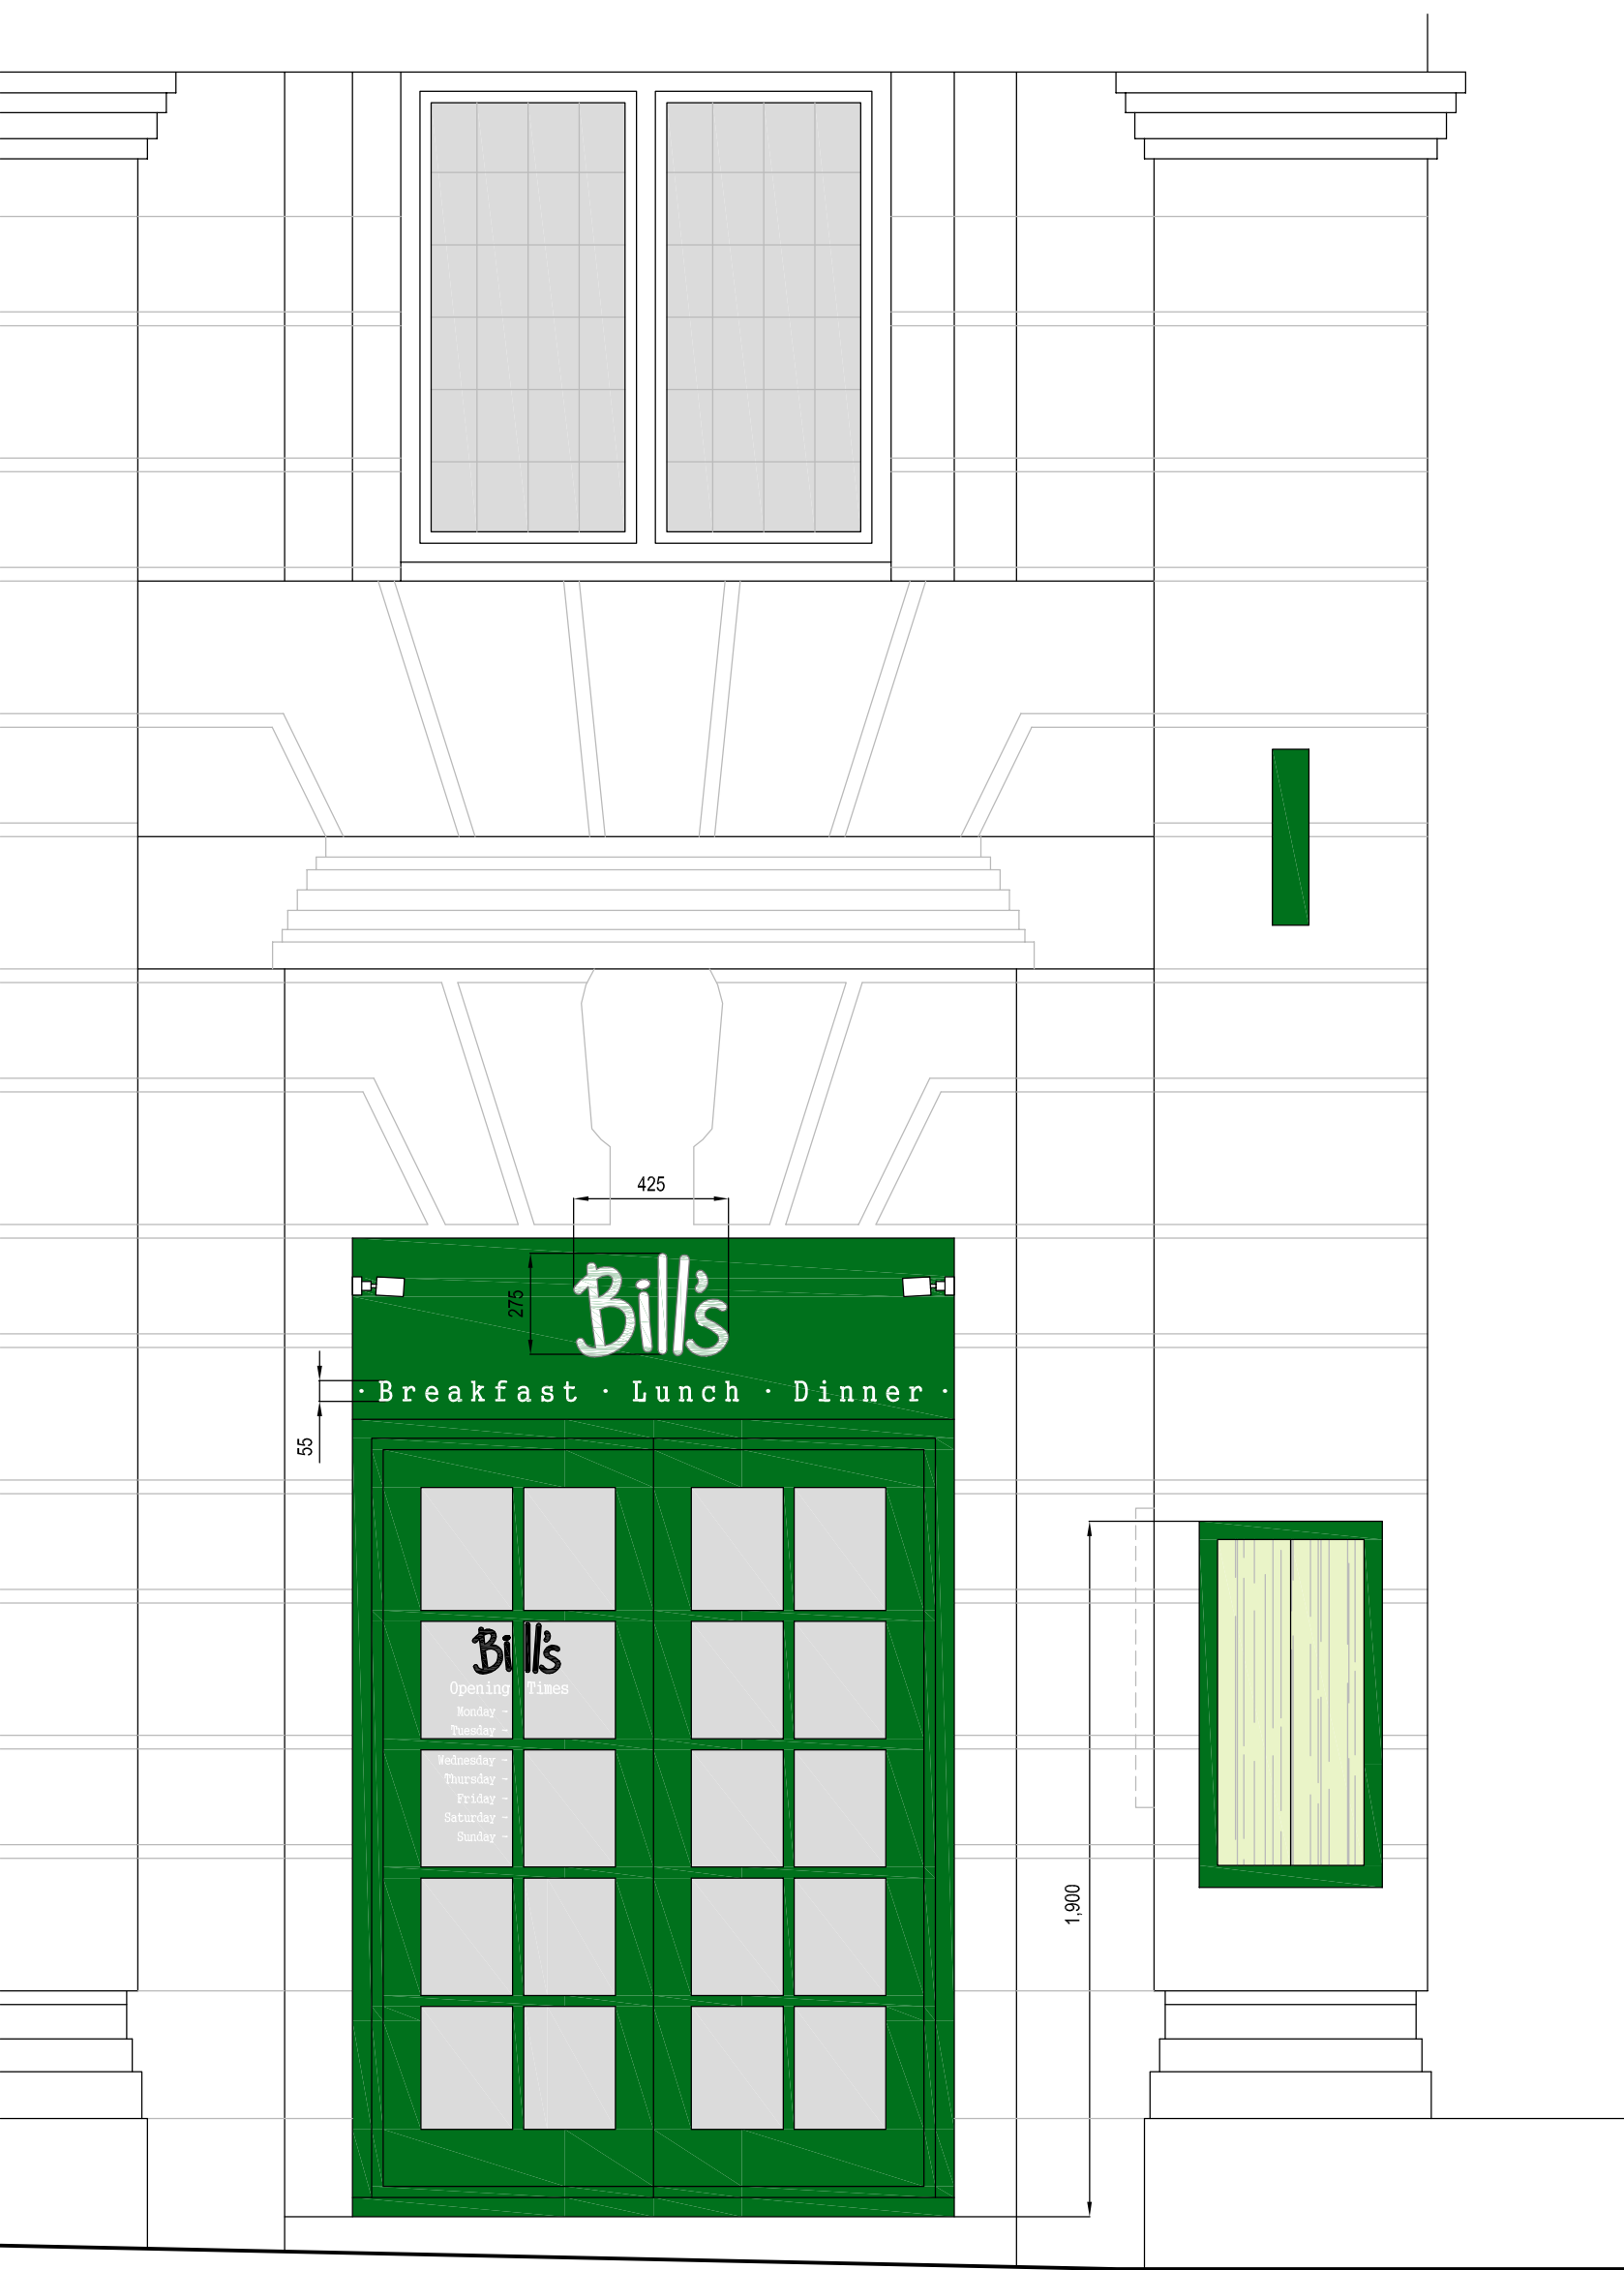 425
275
Bill's
· Breakfast · Lunch · Dinner ·
55
Bill's
Opening Times
Monday -
Tuesday -
Wednesday -
Thursday -
Friday -
Saturday -
Sunday -
1,900